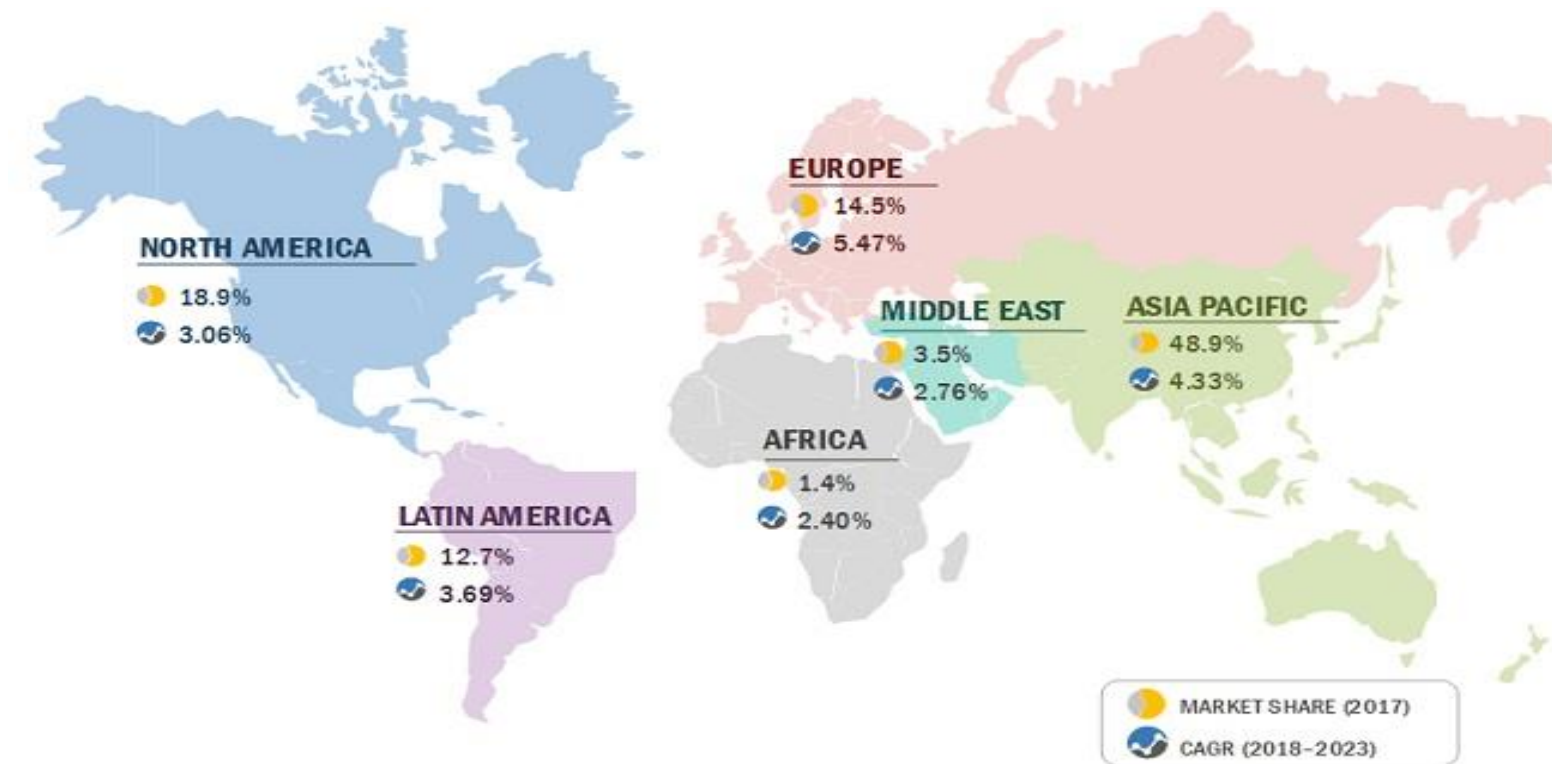 EUROPE
14.5%
5.47%
NORTH AMERICA
18.9%
3.06%
MIDDLE EAST
3.5%
2.76%
ASIA PACIFIC
48.9%
4.33%
AFRICA
1.4%
2.40%
LATIN AMERICA
12.7%
3.69%
MARKET SHARE (2017)
CAGR (2018–2023)